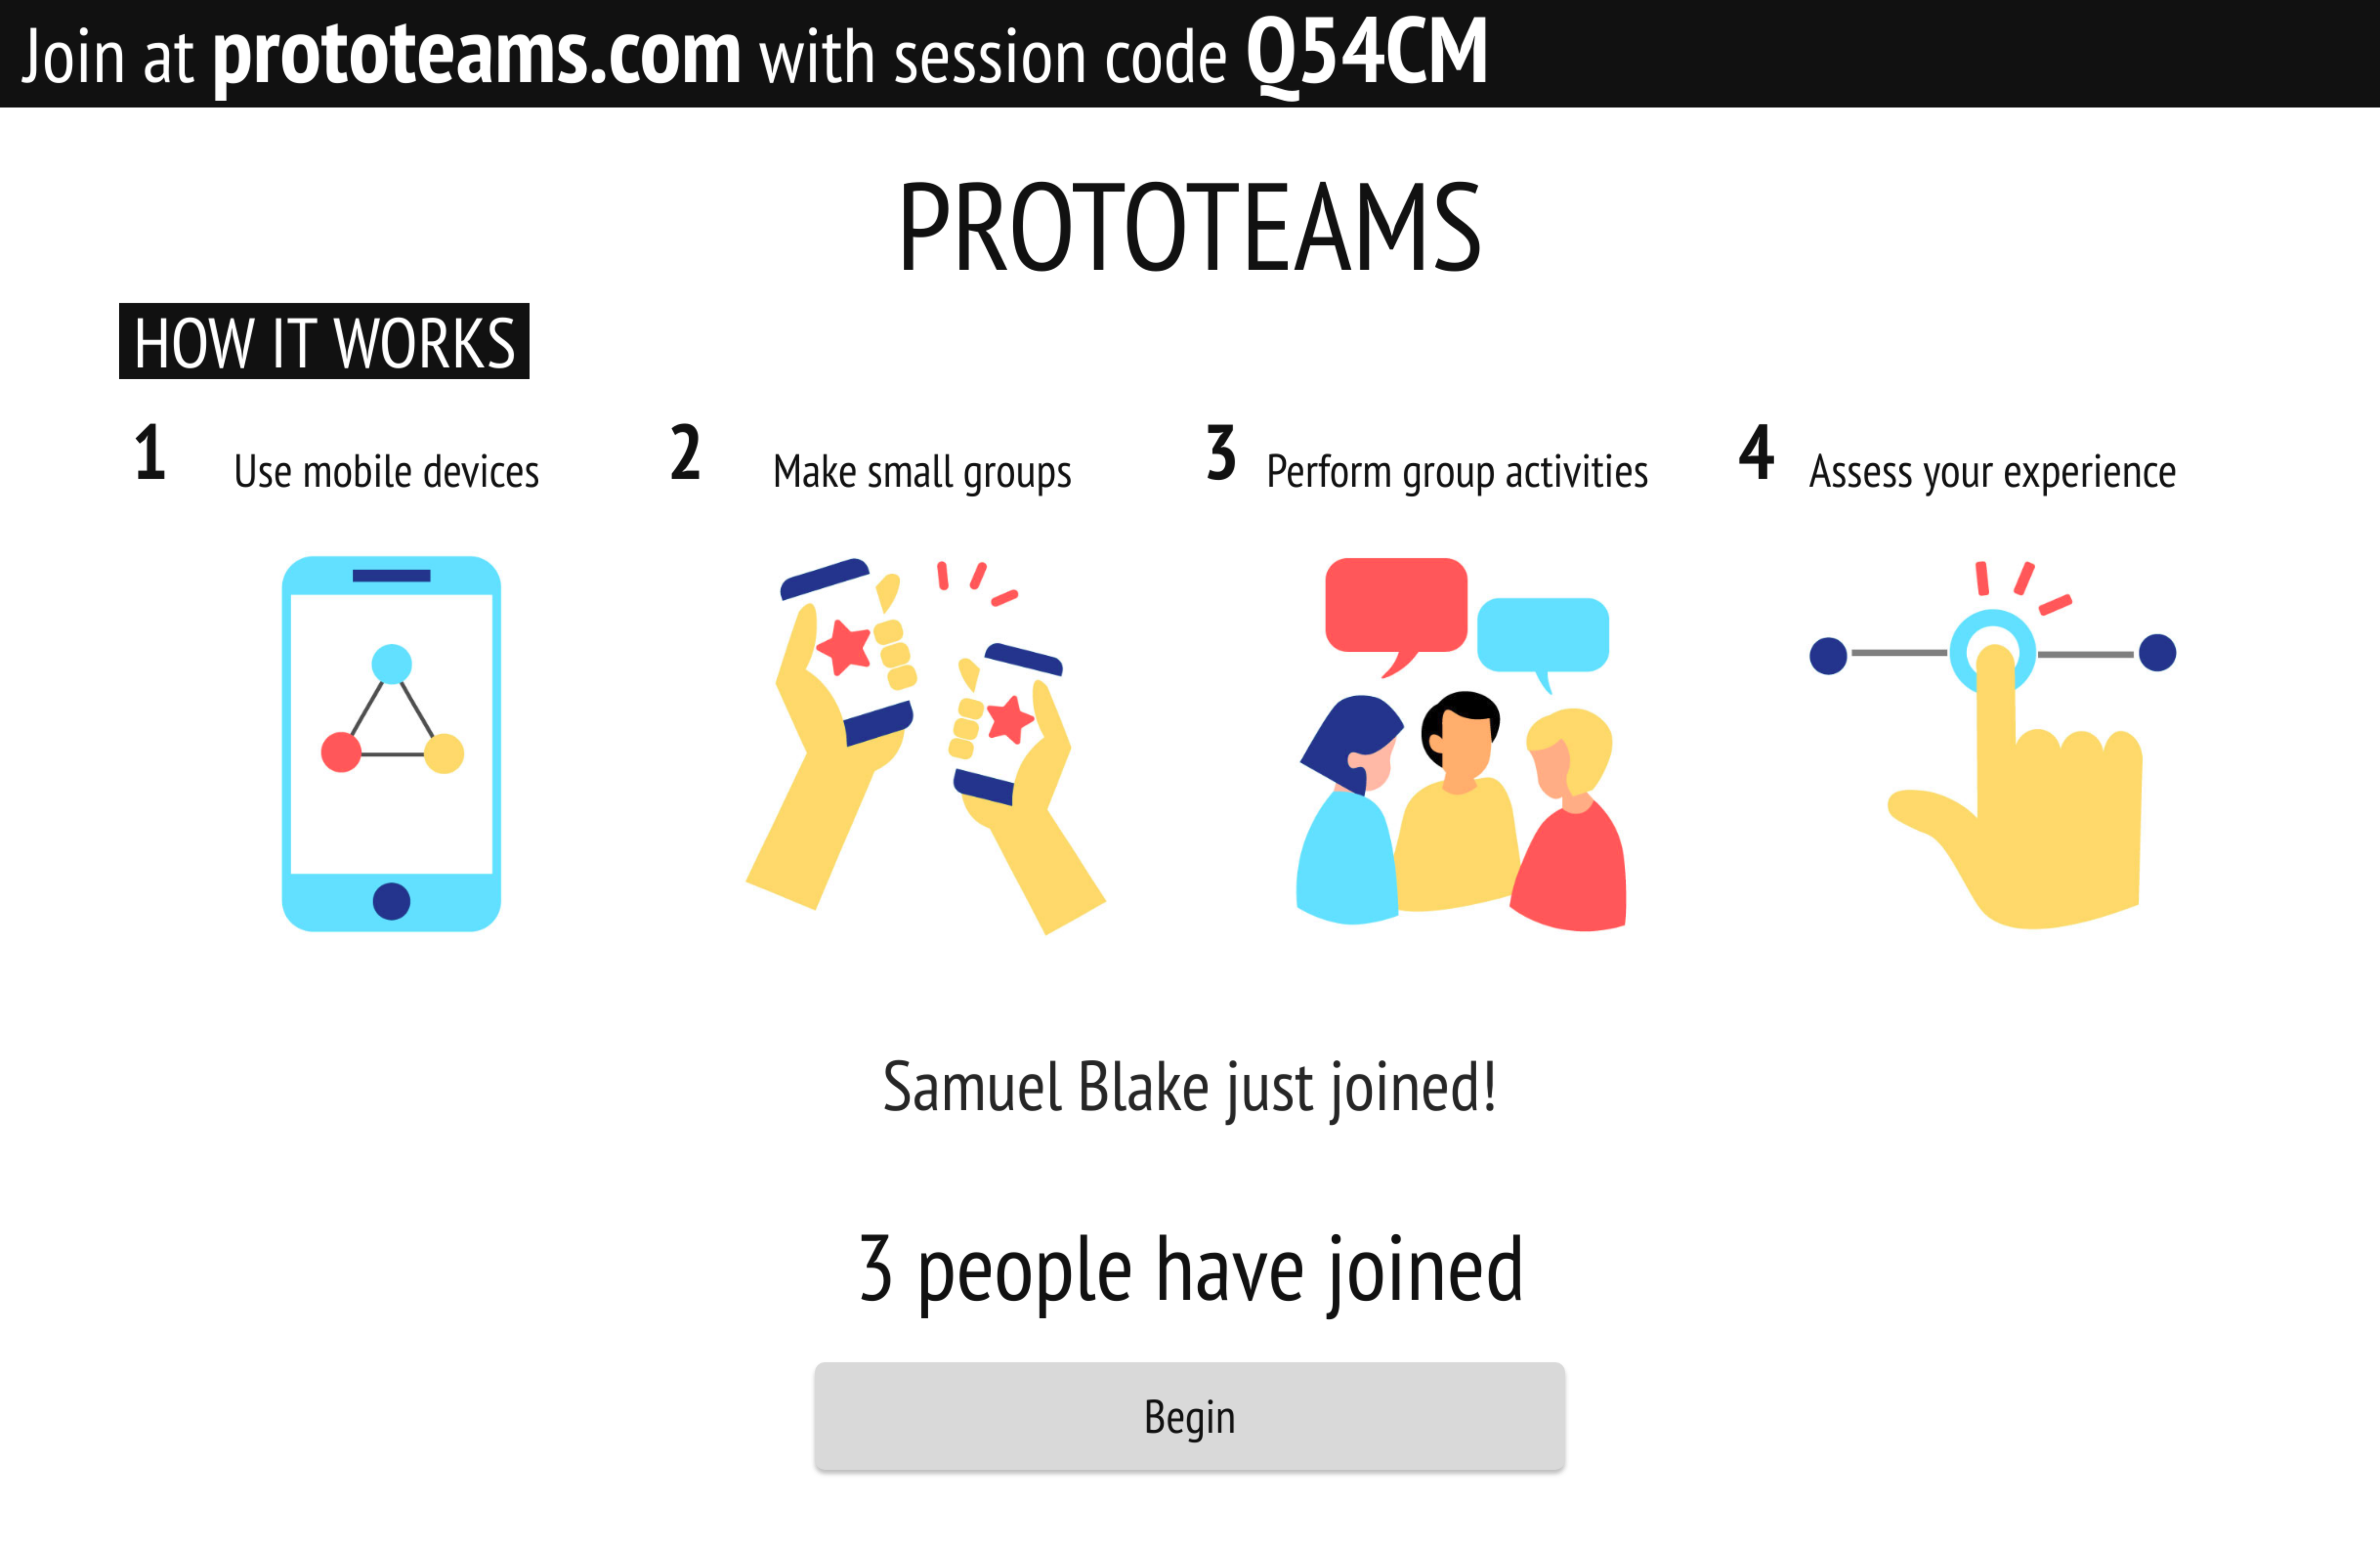 Join at prototeams.com with session code Q54CM
PROTOTEAMS
HOW IT WORKS
1 Use mobile devices
2 Make small groups
3 Perform group activities
4 Assess your experience
Samuel Blake just joined!
3 people have joined
Begin